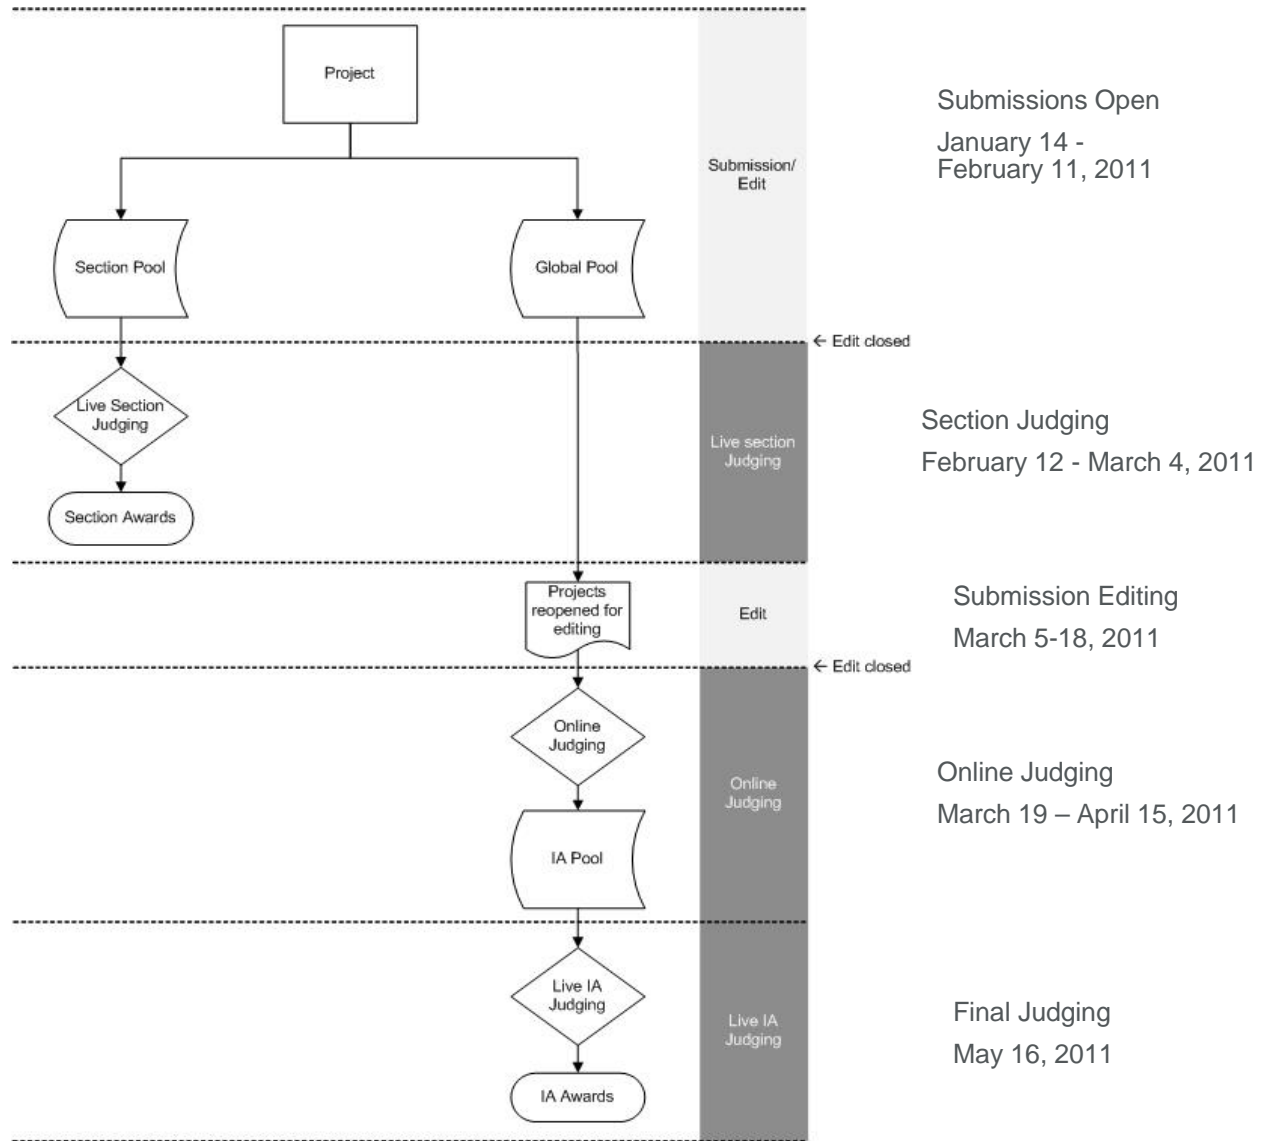 Project
Submissions Open
January 14 -
February 11, 2011
Submission/
Edit
Section Pool
Global Pool
← Edit closed
Live Section
Judging
Live section
Judging
Section Judging
February 12 - March 4, 2011
Section Awards
Projects
reopened for
editing
Edit
Submission Editing
March 5-18, 2011
← Edit closed
Online
Judging
Online
Judging
Online Judging
March 19 – April 15, 2011
IA Pool
Live IA
Judging
Live IA
Judging
Final Judging
May 16, 2011
IA Awards